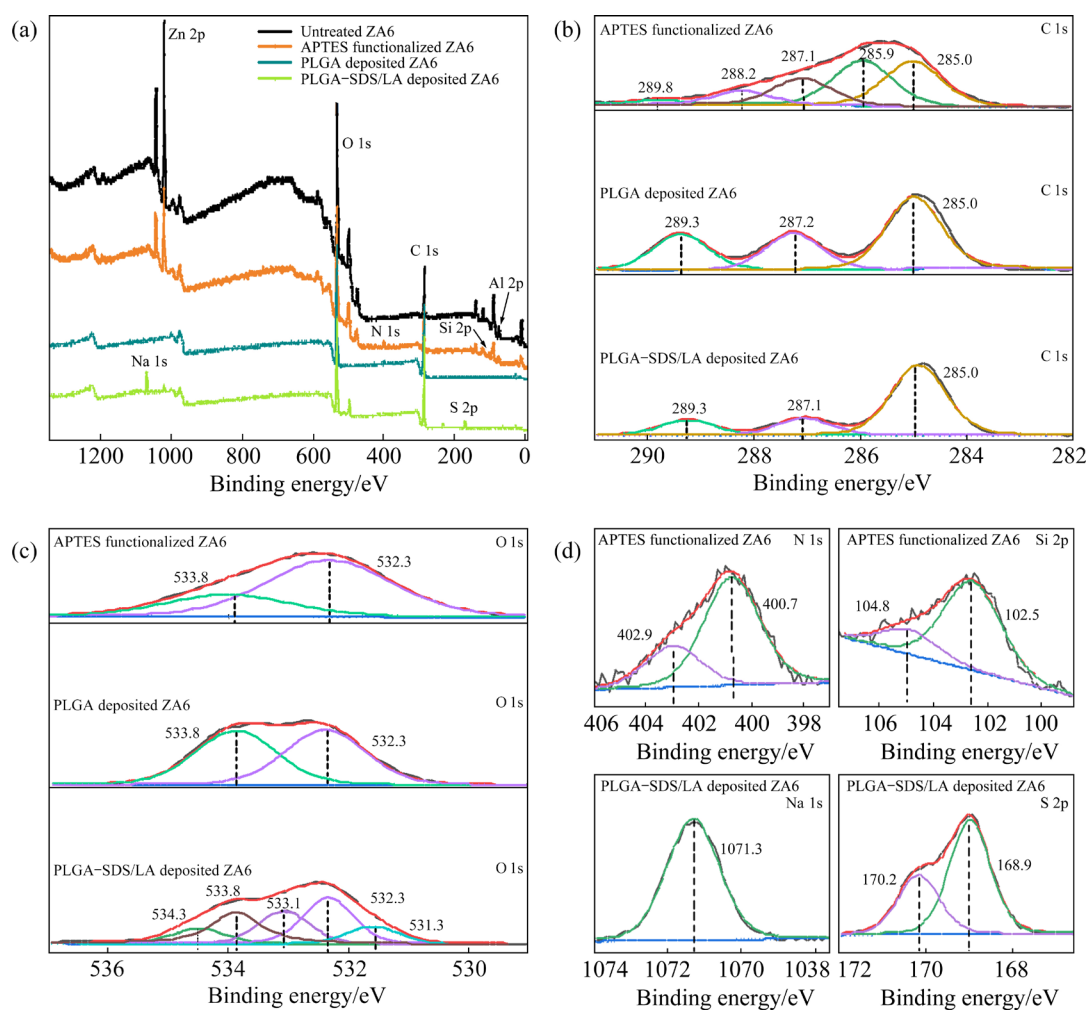 (a)
Zn 2p
Untreated ZA6
APTES functionalized ZA6
PLGA deposited ZA6
PLGA−SDS/LA deposited ZA6
O 1s
C 1s
Al 2p
N 1s
Si 2p
Na 1s
S 2p
1200 1000 800 600 400 200 0
Binding energy/eV
(b)
APTES functionalized ZA6
C 1s
289.8
288.2
287.1
285.9
285.0
PLGA deposited ZA6
C 1s
289.3
287.2
285.0
PLGA−SDS/LA deposited ZA6
C 1s
289.3
287.1
285.0
290 288 286 284 282
Binding energy/eV
(c)
APTES functionalized ZA6
O 1s
533.8
532.3
PLGA deposited ZA6
O 1s
533.8
532.3
PLGA−SDS/LA deposited ZA6
O 1s
534.3
533.8
533.1
532.3
531.3
536 534 532 530
Binding energy/eV
(d)
APTES functionalized ZA6
N 1s
402.9
400.7
406 404 402 400 398
Binding energy/eV
APTES functionalized ZA6
Si 2p
104.8
102.5
106 104 102 100
Binding energy/eV
PLGA−SDS/LA deposited ZA6
Na 1s
1071.3
1074 1072 1070 1038
Binding energy/eV
PLGA−SDS/LA deposited ZA6
S 2p
170.2
168.9
172 170 168
Binding energy/eV